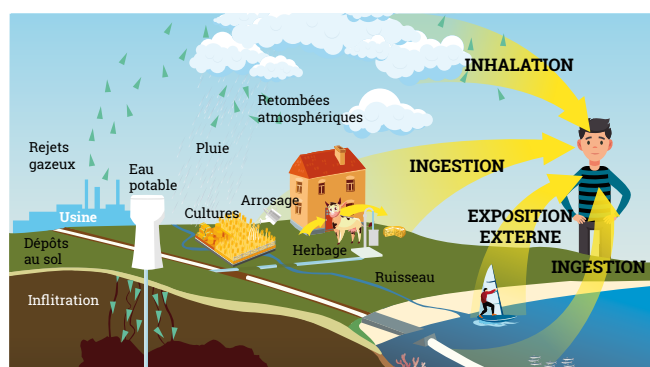 INHALATION
Retombées
atmosphériques
Rejets
gazeux
Pluie
Eau
potable
INGESTION
Usine
Cultures
Arrosage
EXPOSITION
EXTERNE
Dépôts
au sol
Herbage
Ruisseau
INGESTION
Inflitration